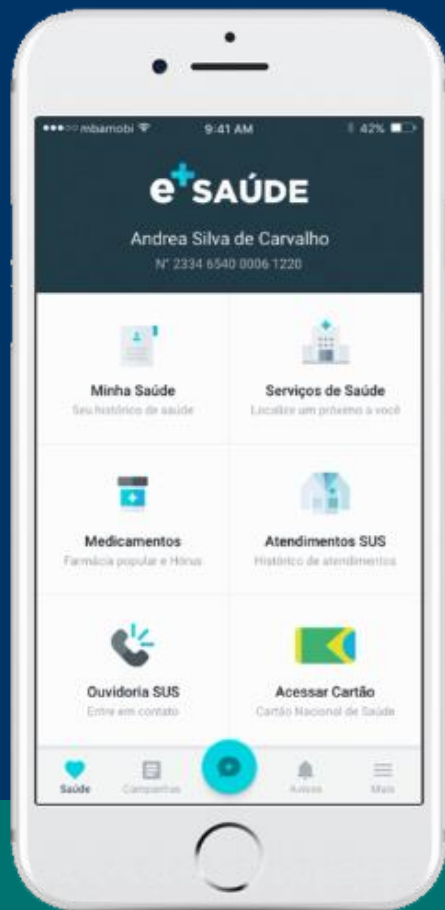 mbamobi
9:41 AM
42%
e+SAÚDE
Andrea Silva de Carvalho
N° 2334 6540 0006 1220
Minha Saúde
Seu histórico de saúde
Serviços de Saúde
Localize um próximo a você
Medicamentos
Farmácia popular e Hórus
Atendimentos SUS
Histórico de atendimentos
Ouvidoria SUS
Entre em contato
Acessar Cartão
Cartão Nacional de Saúde
Saúde
Campanhas
Avisos
Mais